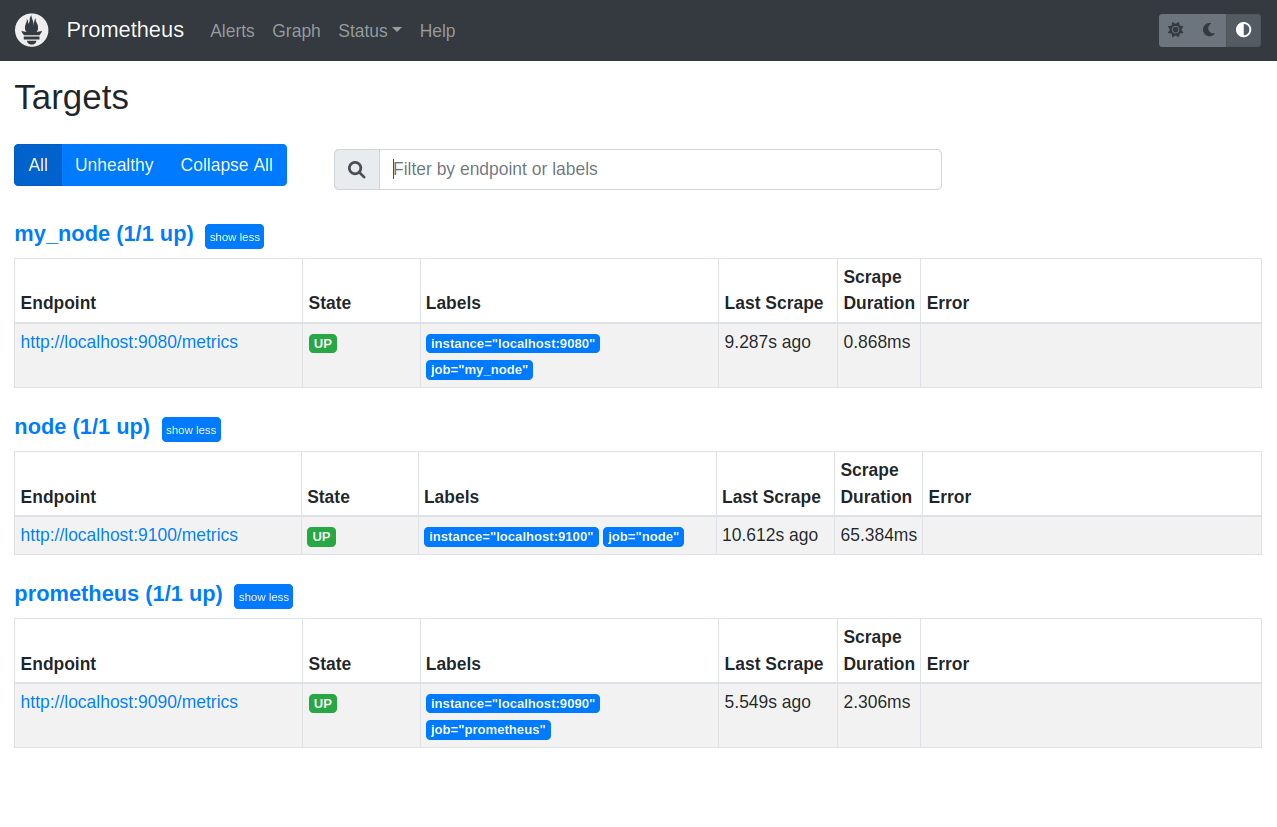 Prometheus Alerts Graph Status Help
Targets
All Unhealthy Collapse All Filter by endpoint or labels
my_node (1/1 up) show less
Endpoint State Labels Last Scrape Scrape Duration Error
http://localhost:9080/metrics UP instance="localhost:9080" 9.287s ago 0.868ms
job="my_node"
node (1/1 up) show less
Endpoint State Labels Last Scrape Scrape Duration Error
http://localhost:9100/metrics UP instance="localhost:9100" job="node" 10.612s ago 65.384ms
prometheus (1/1 up) show less
Endpoint State Labels Last Scrape Scrape Duration Error
http://localhost:9090/metrics UP instance="localhost:9090" 5.549s ago 2.306ms
job="prometheus"